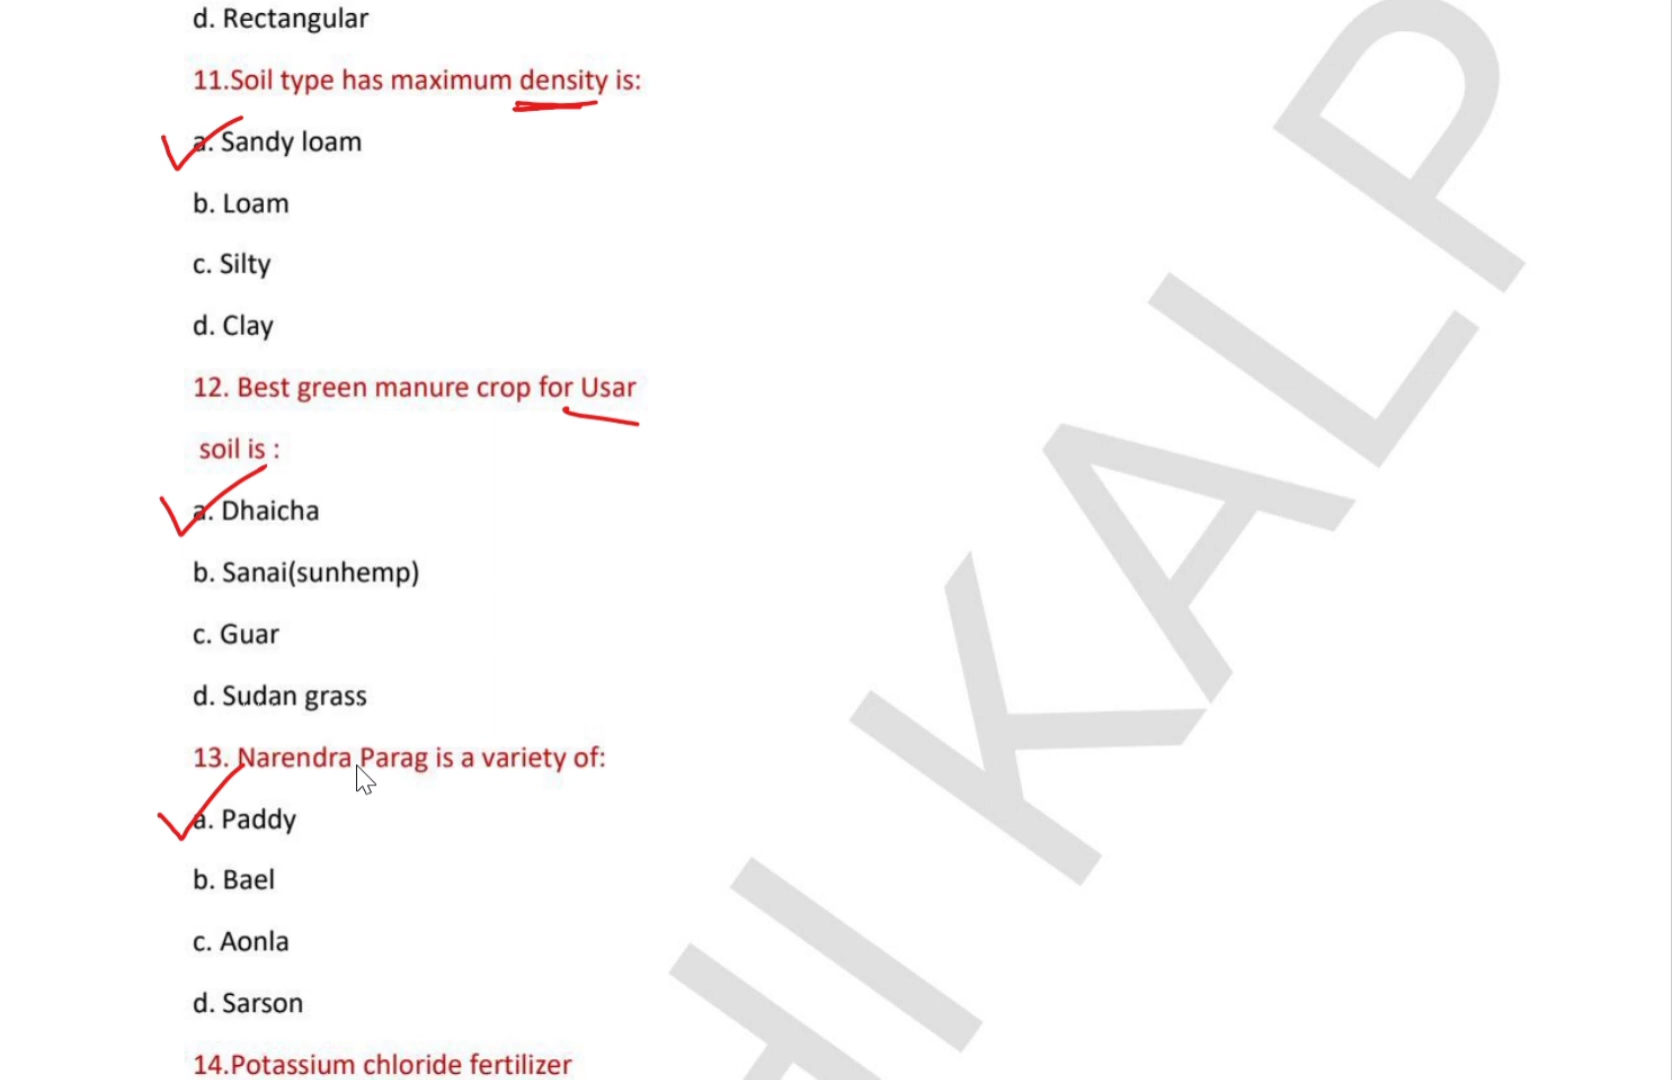 d. Rectangular
11.Soil type has maximum density is:
a. Sandy loam
b. Loam
c. Silty
d. Clay
12. Best green manure crop for Usar
soil is :
a. Dhaicha
b. Sanai(sunhemp)
c. Guar
d. Sudan grass
13. Narendra Parag is a variety of:
a. Paddy
b. Bael
c. Aonla
d. Sarson
14.Potassium chloride fertilizer
HI KALP